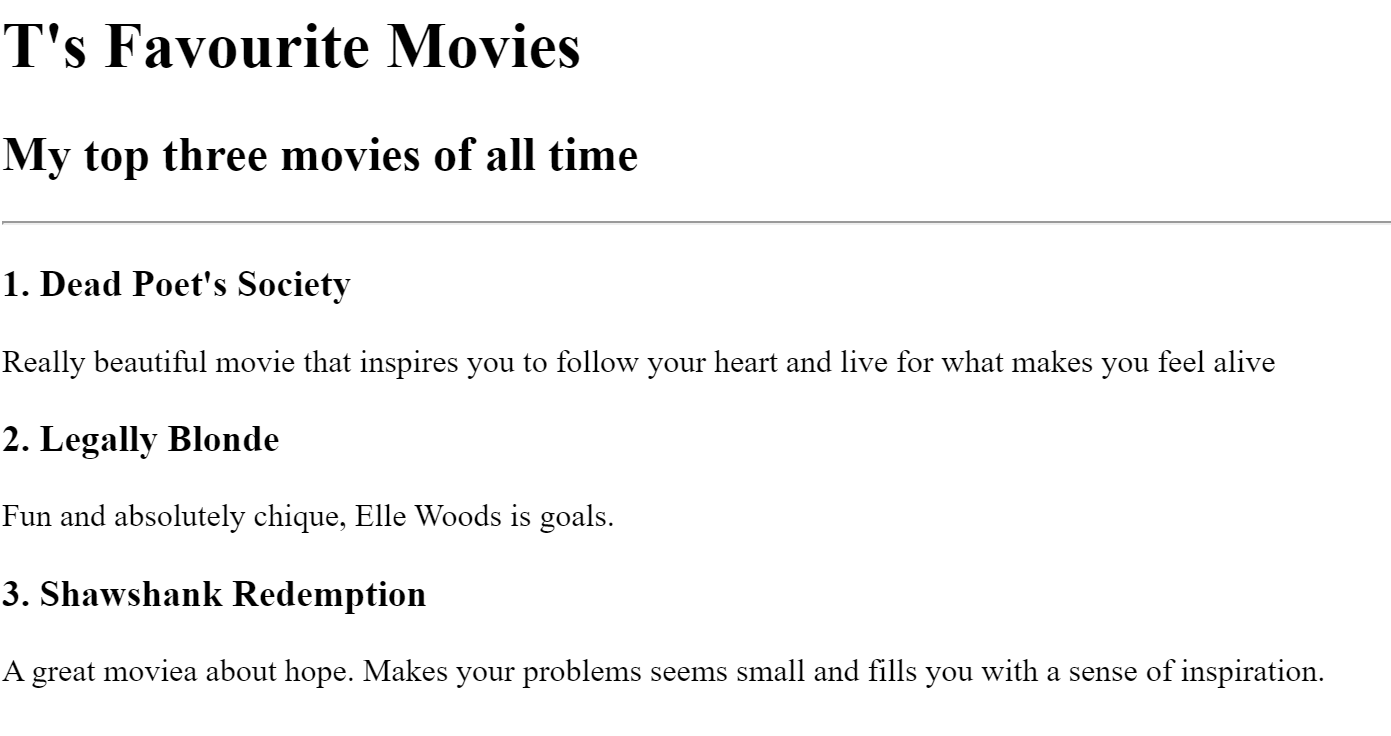 T's Favourite Movies
My top three movies of all time
1. Dead Poet's Society
Really beautiful movie that inspires you to follow your heart and live for what makes you feel alive
2. Legally Blonde
Fun and absolutely chique, Elle Woods is goals.
3. Shawshank Redemption
A great moviea about hope. Makes your problems seems small and fills you with a sense of inspiration.